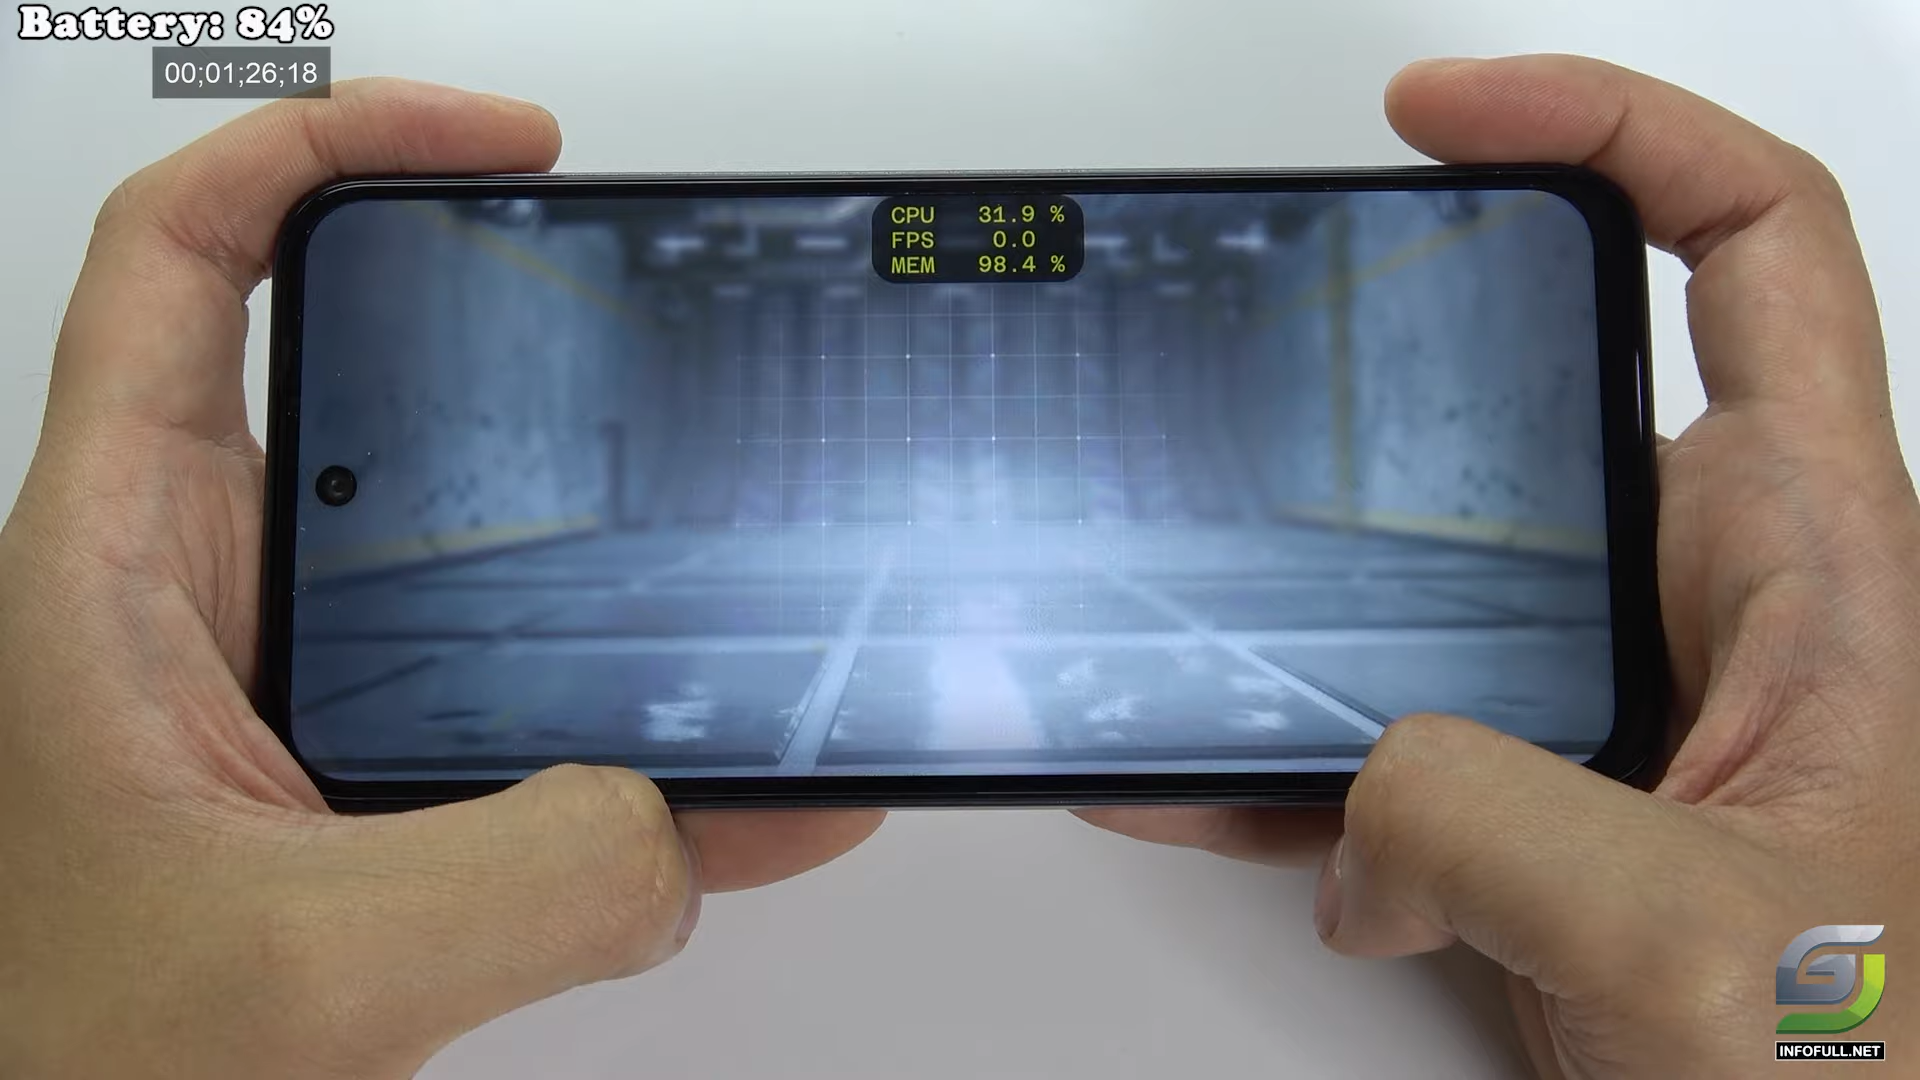 Battery: 84%
00;01;26;18
CPU 31.9 %
FPS 0.0
MEM 98.4 %
INFOFULL.NET